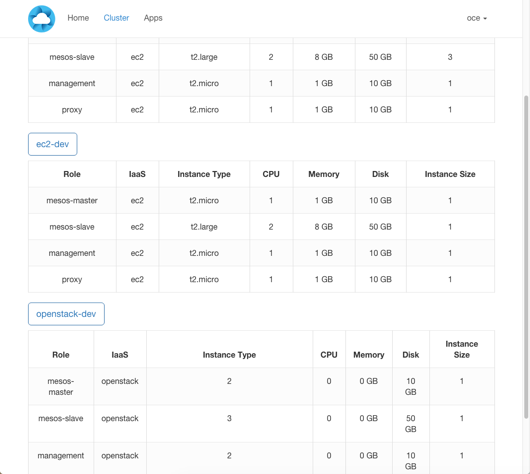 Home Cluster Apps oce
mesos-slave ec2 t2.large 2 8 GB 50 GB 3
management ec2 t2.micro 1 1 GB 10 GB 1
proxy ec2 t2.micro 1 1 GB 10 GB 1
ec2-dev
Role IaaS Instance Type CPU Memory Disk Instance Size
mesos-master ec2 t2.micro 1 1 GB 10 GB 1
mesos-slave ec2 t2.large 2 8 GB 50 GB 1
management ec2 t2.micro 1 1 GB 10 GB 1
proxy ec2 t2.micro 1 1 GB 10 GB 1
openstack-dev
Role IaaS Instance Type CPU Memory Disk Instance
Size
mesos- openstack 2 0 0 GB 10 1
master GB
mesos-slave openstack 3 0 0 GB 50 1
GB
management openstack 2 0 0 GB 10 1
GB